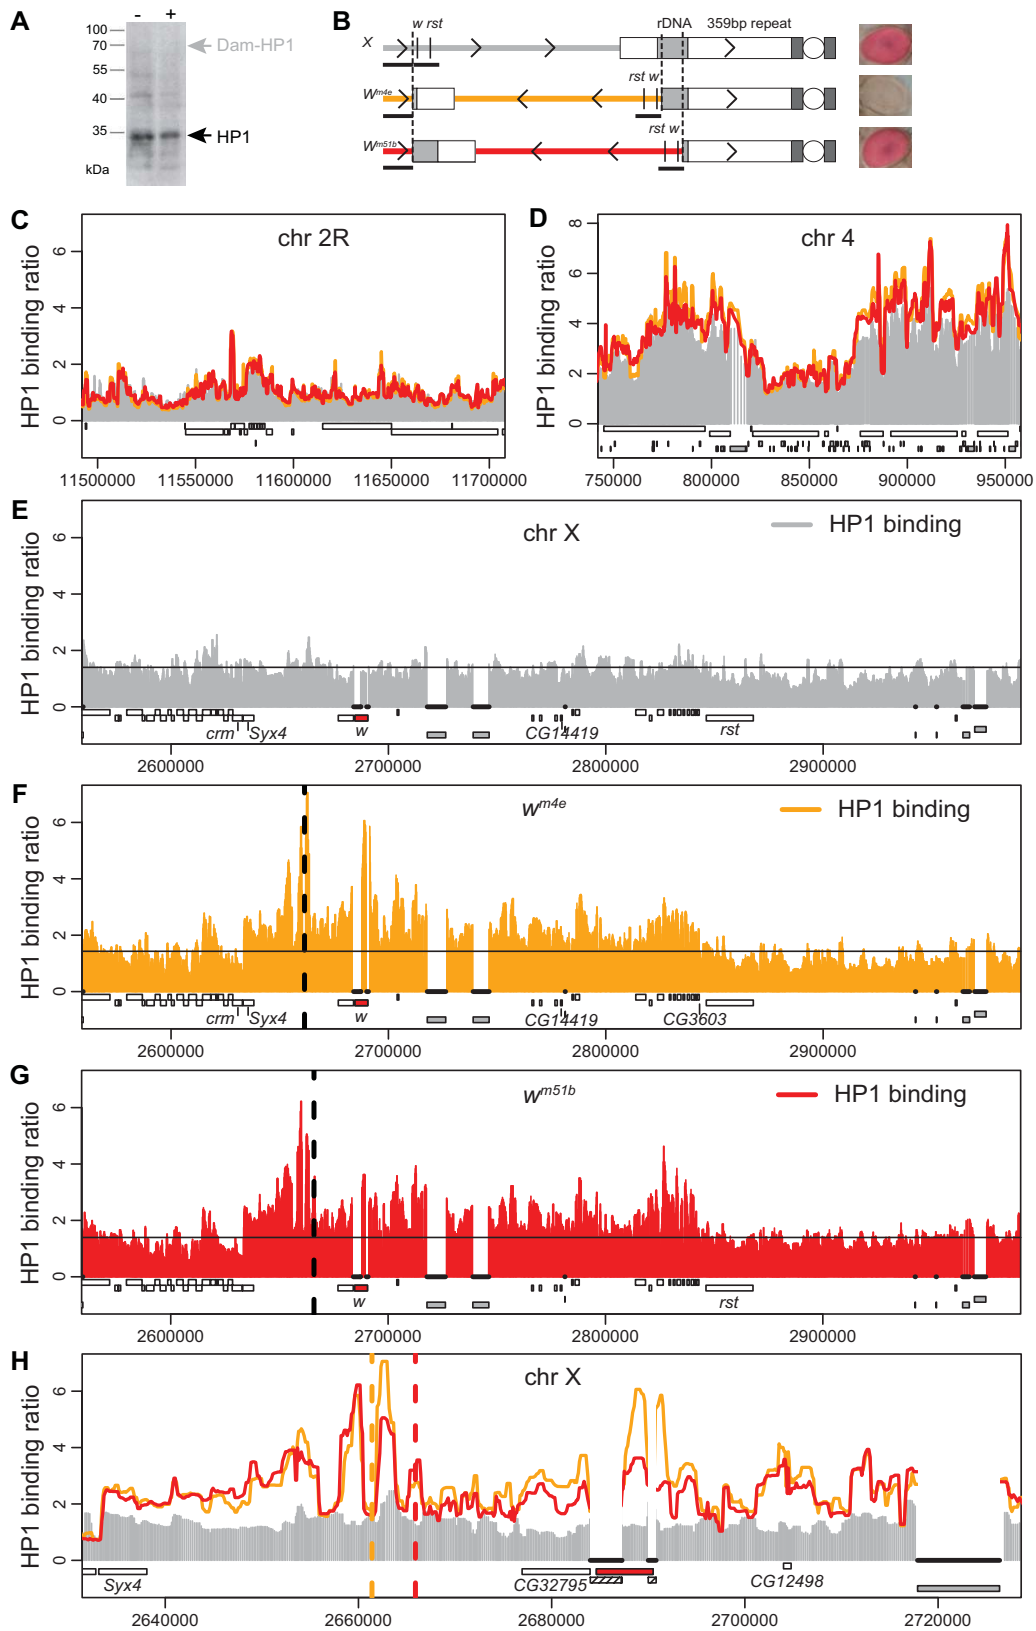 A
- +
100
70
55
40
35
kDa
Dam-HP1
HP1
B
w rst
rDNA
359bp repeat
X
rst w
w^m4e
rst w
w^m51b
C
chr 2R
HP1 binding ratio
0 2 4 6
11500000 11550000 11600000 11650000 11700000
D
chr 4
HP1 binding ratio
0 2 4 6 8
7500000 8000000 850000 900000 950000
E
chr X
HP1 binding
HP1 binding ratio
0 2 4 6
crm Syx4 w CG14419 rst
2600000 2700000 2800000 2900000
F
w^m4e
HP1 binding
HP1 binding ratio
0 2 4 6
crm Syx4 w CG14419 CG3603
2600000 2700000 2800000 2900000
G
w^m51b
HP1 binding
HP1 binding ratio
0 2 4 6
w rst
2600000 2700000 2800000 2900000
H
chr X
HP1 binding ratio
0 2 4 6
Syx4 CG32795 CG12498
2640000 2660000 2680000 2700000 2720000